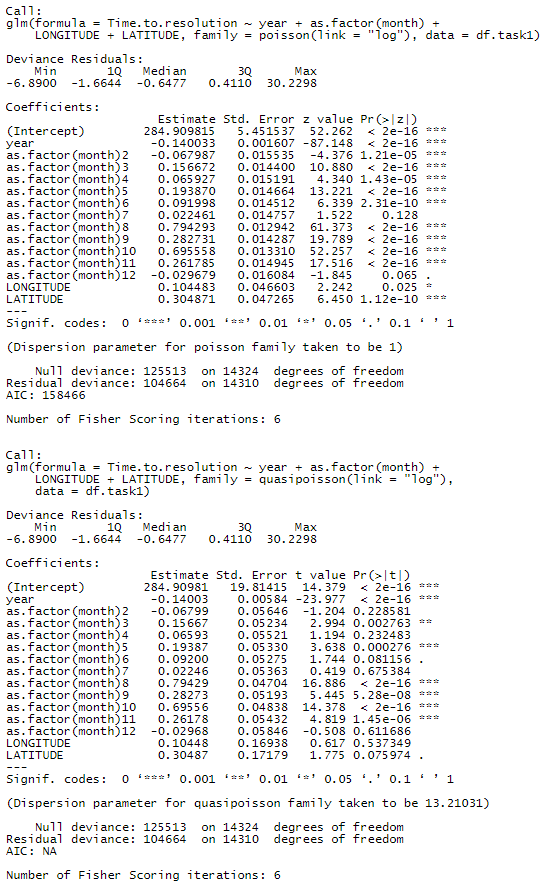 Call:
glm(formula = Time.to.resolution ~ year + as.factor(month) +
    LONGITUDE + LATITUDE, family = poisson(link = "log"), data = df.task1)

Deviance Residuals:
    Min       1Q   Median       3Q      Max
-6.8900  -1.6644  -0.6477   0.4110  30.2298

Coefficients:
                     Estimate Std. Error z value Pr(>|z|)
(Intercept)        284.909815   5.451537  52.262  < 2e-16 ***
year                -0.140033   0.001607 -87.148  < 2e-16 ***
as.factor(month)2   -0.067987   0.015535  -4.376 1.21e-05 ***
as.factor(month)3    0.156672   0.014400  10.880  < 2e-16 ***
as.factor(month)4    0.065927   0.015191   4.340 1.43e-05 ***
as.factor(month)5    0.193870   0.014664  13.221  < 2e-16 ***
as.factor(month)6    0.091998   0.014512   6.339 2.31e-10 ***
as.factor(month)7    0.022461   0.014757   1.522    0.128
as.factor(month)8    0.794293   0.012942  61.373  < 2e-16 ***
as.factor(month)9    0.282731   0.014287  19.789  < 2e-16 ***
as.factor(month)10   0.695558   0.013310  52.257  < 2e-16 ***
as.factor(month)11   0.261785   0.014945  17.516  < 2e-16 ***
as.factor(month)12  -0.029679   0.016084  -1.845    0.065 .
LONGITUDE            0.104483   0.046603   2.242    0.025 *
LATITUDE             0.304871   0.047265   6.450 1.12e-10 ***
---
Signif. codes:  0 ‘***’ 0.001 ‘**’ 0.01 ‘*’ 0.05 ‘.’ 0.1 ‘ ’ 1

(Dispersion parameter for poisson family taken to be 1)

    Null deviance: 125513  on 14324  degrees of freedom
Residual deviance: 104664  on 14310  degrees of freedom
AIC: 158466

Number of Fisher Scoring iterations: 6


Call:
glm(formula = Time.to.resolution ~ year + as.factor(month) +
    LONGITUDE + LATITUDE, family = quasipoisson(link = "log"),
    data = df.task1)

Deviance Residuals:
    Min       1Q   Median       3Q      Max
-6.8900  -1.6644  -0.6477   0.4110  30.2298

Coefficients:
                    Estimate Std. Error t value Pr(>|t|)
(Intercept)        284.90981   19.81415  14.379  < 2e-16 ***
year                -0.14003    0.00584 -23.977  < 2e-16 ***
as.factor(month)2   -0.06799    0.05646  -1.204 0.228581
as.factor(month)3    0.15667    0.05234   2.994 0.002763 **
as.factor(month)4    0.06593    0.05521   1.194 0.232483
as.factor(month)5    0.19387    0.05330   3.638 0.000276 ***
as.factor(month)6    0.09200    0.05275   1.744 0.081156 .
as.factor(month)7    0.02246    0.05363   0.419 0.675384
as.factor(month)8    0.79429    0.04704  16.886  < 2e-16 ***
as.factor(month)9    0.28273    0.05193   5.445 5.28e-08 ***
as.factor(month)10   0.69556    0.04838  14.378  < 2e-16 ***
as.factor(month)11   0.26178    0.05432   4.819 1.45e-06 ***
as.factor(month)12  -0.02968    0.05846  -0.508 0.611686
LONGITUDE            0.10448    0.16938   0.617 0.537349
LATITUDE             0.30487    0.17179   1.775 0.075974 .
---
Signif. codes:  0 ‘***’ 0.001 ‘**’ 0.01 ‘*’ 0.05 ‘.’ 0.1 ‘ ’ 1

(Dispersion parameter for quasipoisson family taken to be 13.21031)

    Null deviance: 125513  on 14324  degrees of freedom
Residual deviance: 104664  on 14310  degrees of freedom
AIC: NA

Number of Fisher Scoring iterations: 6